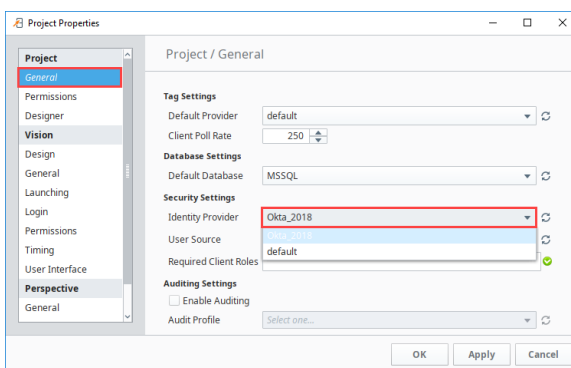 Project Properties
Project
General
Permissions
Designer
Vision
Design
General
Launching
Login
Permissions
Timing
User Interface
Perspective
General
Project / General
Tag Settings
Default Provider default
Client Poll Rate 250
Database Settings
Default Database MSSQL
Security Settings
Identity Provider Okta_2018
Okta_2018
User Source
default
Required Client Roles
Auditing Settings
Enable Auditing
Audit Profile Select one...
OK Apply Cancel